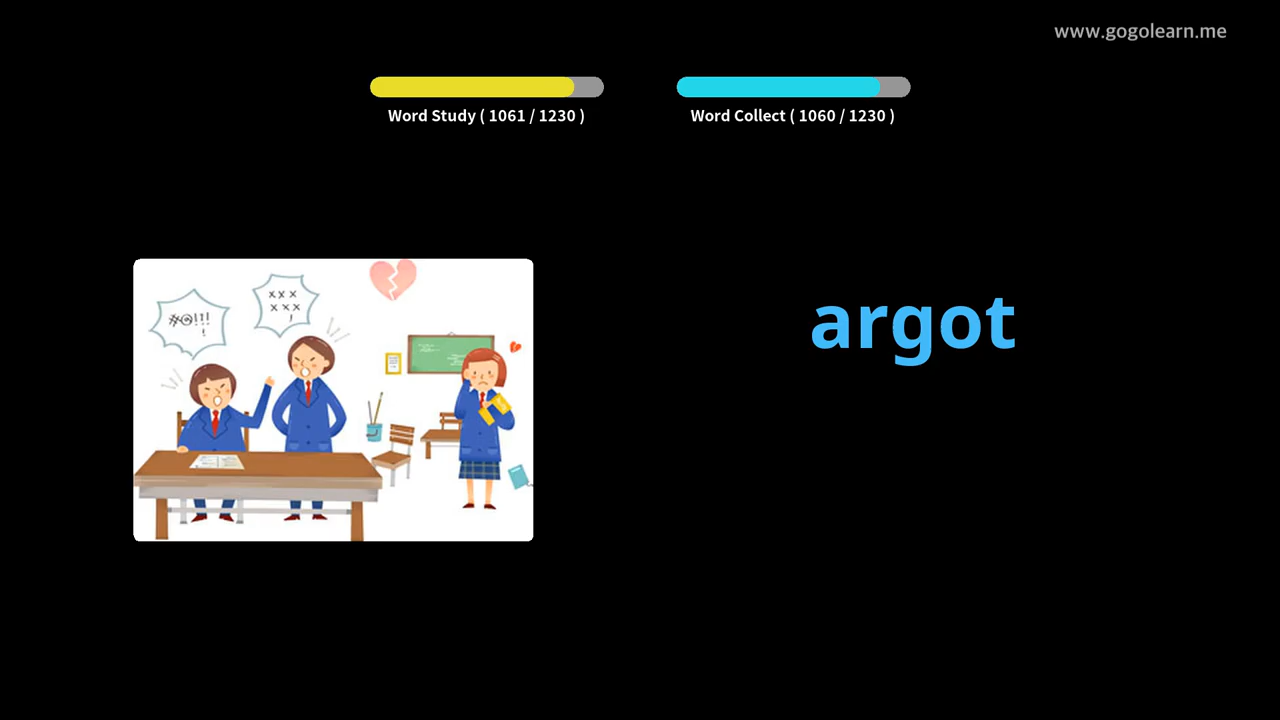 www.gogolearn.me
Word Study ( 1061 / 1230 )
Word Collect ( 1060 / 1230 )
#@!!!
!
x x x
x x x
!
argot